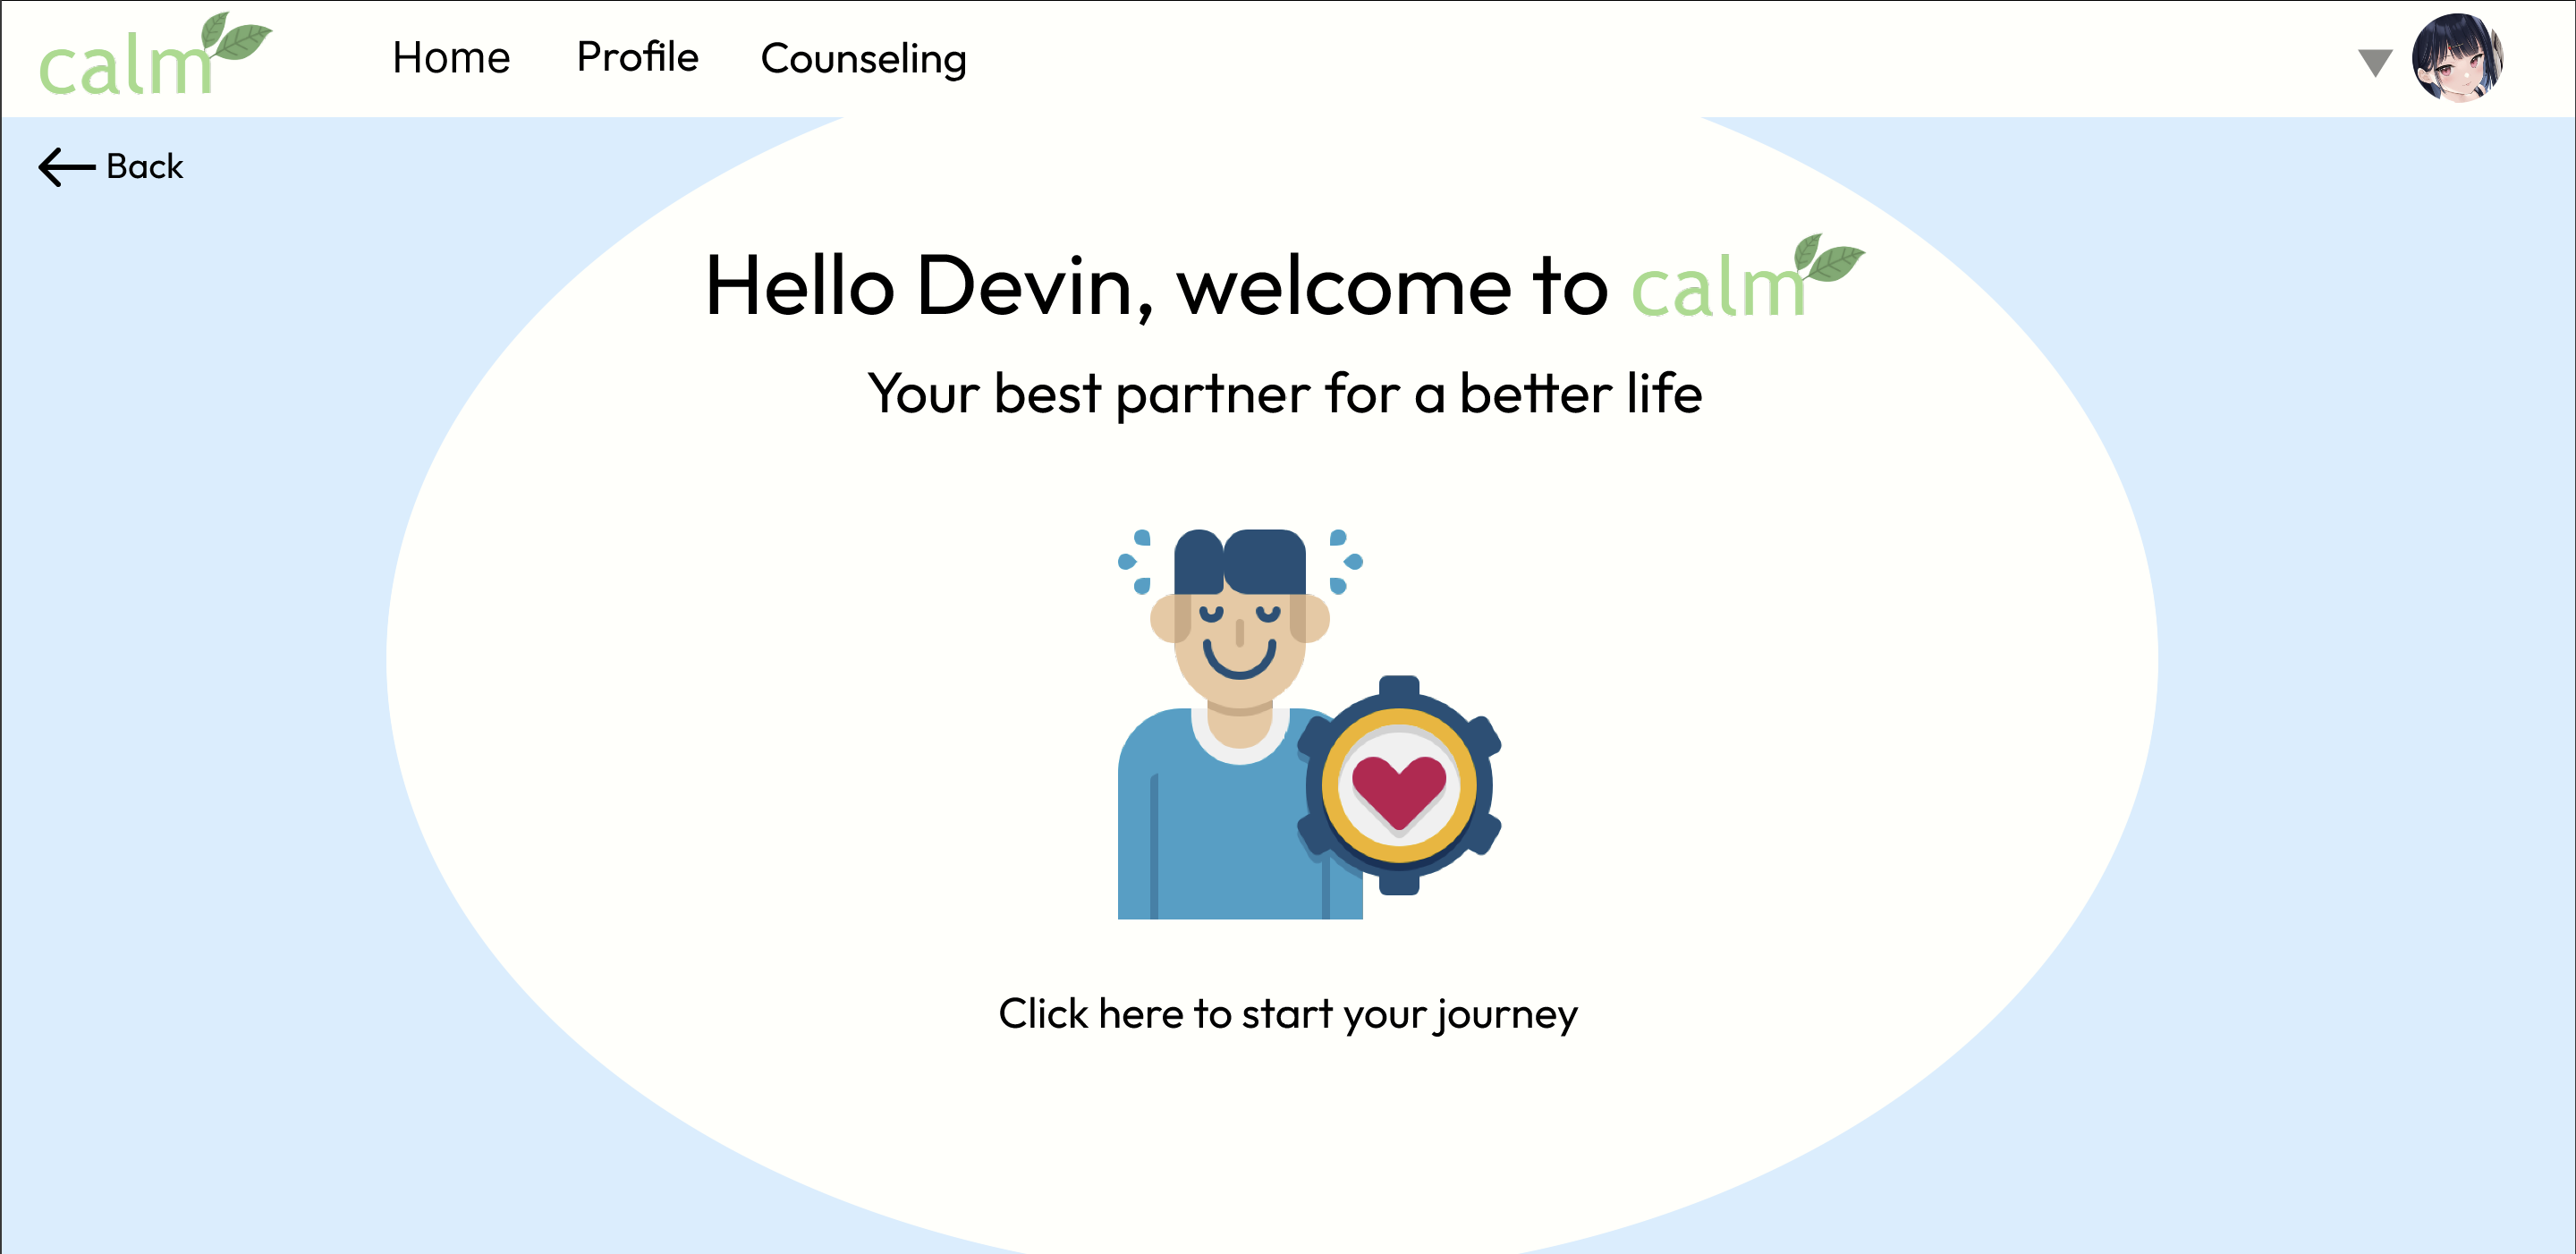 calm Home Profile Counseling
Back
Hello Devin, welcome to calm
Your best partner for a better life
Click here to start your journey